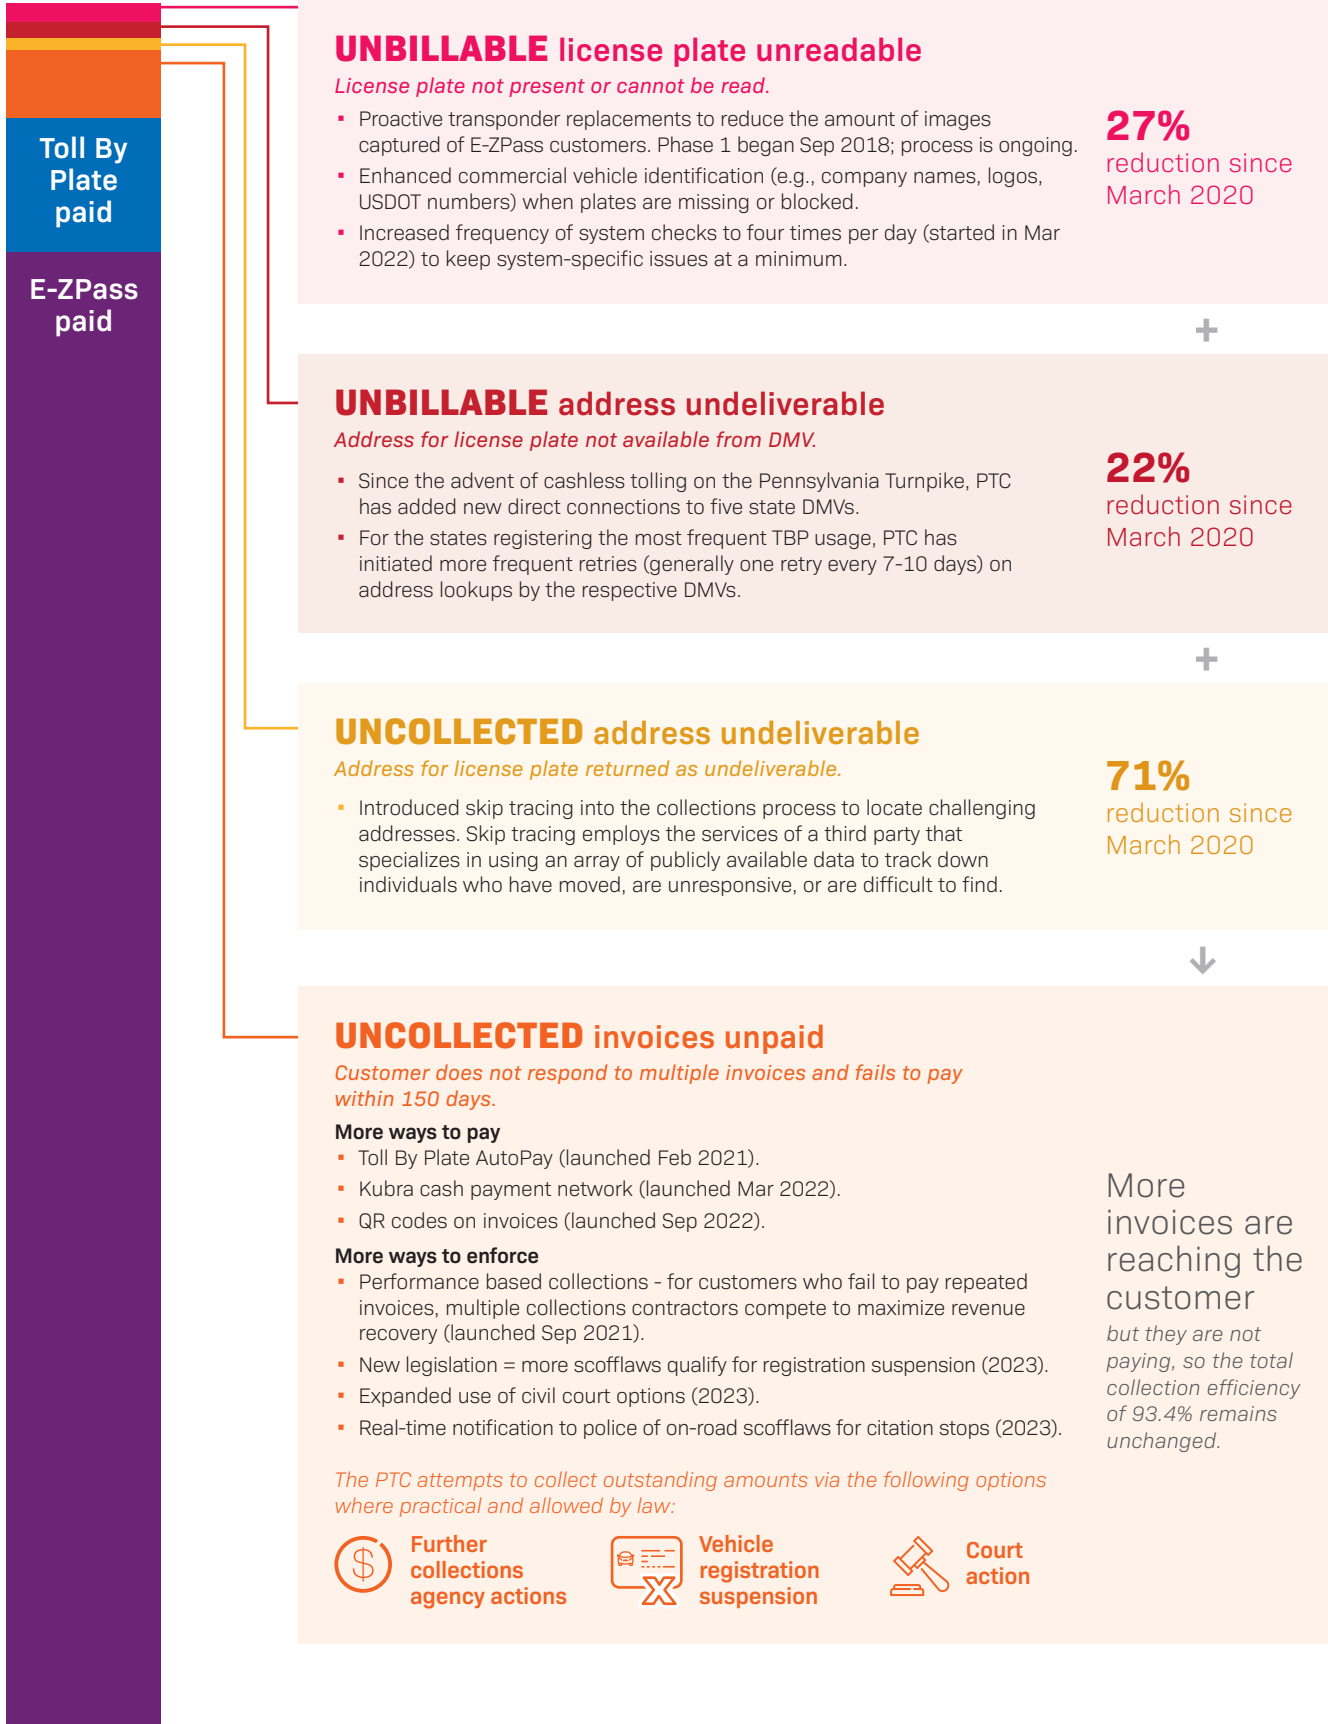 Toll By
Plate
paid
E-ZPass
paid
UNBILLABLE license plate unreadable
License plate not present or cannot be read.
▪ Proactive transponder replacements to reduce the amount of images
captured of E-ZPass customers. Phase 1 began Sep 2018; process is ongoing.
▪ Enhanced commercial vehicle identification (e.g., company names, logos,
USDOT numbers) when plates are missing or blocked.
▪ Increased frequency of system checks to four times per day (started in Mar
2022) to keep system-specific issues at a minimum.
27%
reduction since
March 2020
+
UNBILLABLE address undeliverable
Address for license plate not available from DMV.
▪ Since the advent of cashless tolling on the Pennsylvania Turnpike, PTC
has added new direct connections to five state DMVs.
▪ For the states registering the most frequent TBP usage, PTC has
initiated more frequent retries (generally one retry every 7-10 days) on
address lookups by the respective DMVs.
22%
reduction since
March 2020
+
UNCOLLECTED address undeliverable
Address for license plate returned as undeliverable.
▪ Introduced skip tracing into the collections process to locate challenging
addresses. Skip tracing employs the services of a third party that
specializes in using an array of publicly available data to track down
individuals who have moved, are unresponsive, or are difficult to find.
71%
reduction since
March 2020
UNCOLLECTED invoices unpaid
Customer does not respond to multiple invoices and fails to pay
within 150 days.
More ways to pay
▪ Toll By Plate AutoPay (launched Feb 2021).
▪ Kubra cash payment network (launched Mar 2022).
▪ QR codes on invoices (launched Sep 2022).
More ways to enforce
▪ Performance based collections - for customers who fail to pay repeated
invoices, multiple collections contractors compete to maximize revenue
recovery (launched Sep 2021).
▪ New legislation = more scofflaws qualify for registration suspension (2023).
▪ Expanded use of civil court options (2023).
▪ Real-time notification to police of on-road scofflaws for citation stops (2023).
More
invoices are
reaching the
customer
but they are not
paying, so the total
collection efficiency
of 93.4% remains
unchanged.
The PTC attempts to collect outstanding amounts via the following options
where practical and allowed by law:
$
Further
collections
agency actions
X
Vehicle
registration
suspension
Court
action